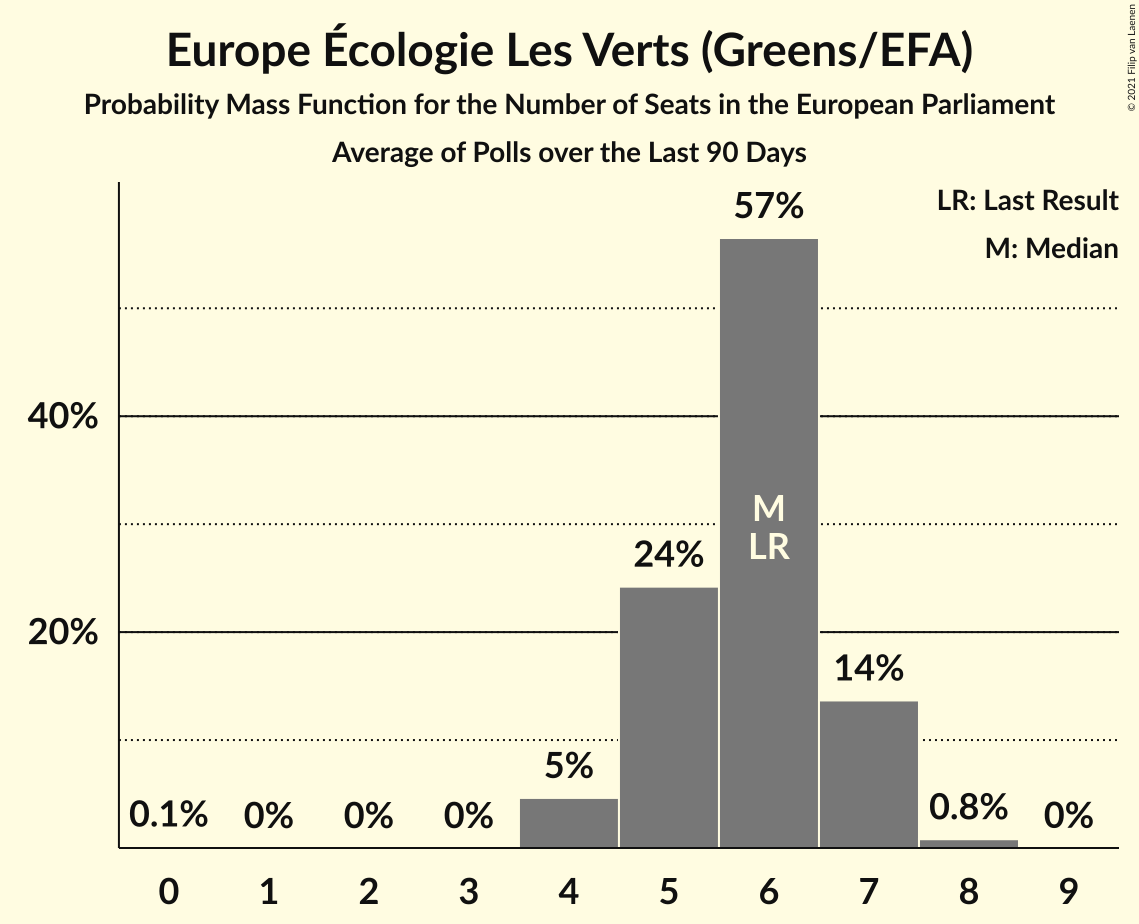 Europe Écologie Les Verts (Greens/EFA)
Probability Mass Function for the Number of Seats in the European Parliament
Average of Polls over the Last 90 Days
© 2021 Filip van Laenen
LR: Last Result
M: Median
57%
40%
M
LR
24%
20%
14%
5%
0.1% 0% 0% 0% 0.8% 0%
0 1 2 3 4 5 6 7 8 9